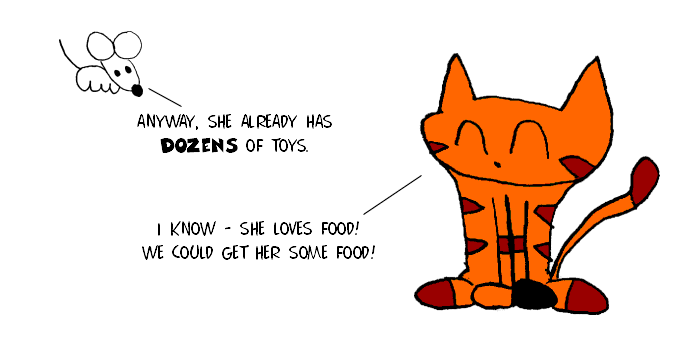 ANYWAY, SHE ALREADY HAS
DOZENS OF TOYS.
I KNOW - SHE LOVES FOOD!
WE COULD GET HER SOME FOOD!